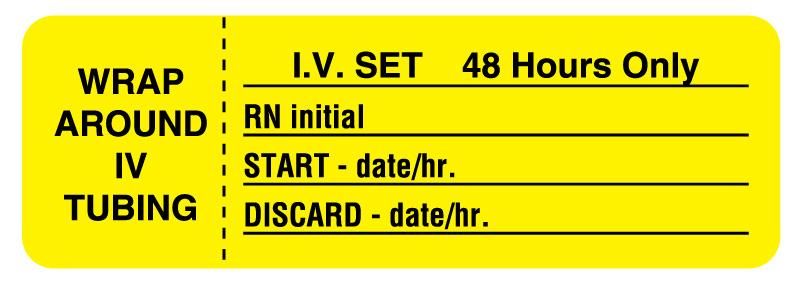 WRAP
AROUND
IV
TUBING
I.V. SET 48 Hours Only
RN initial
START - date/hr.
DISCARD - date/hr.